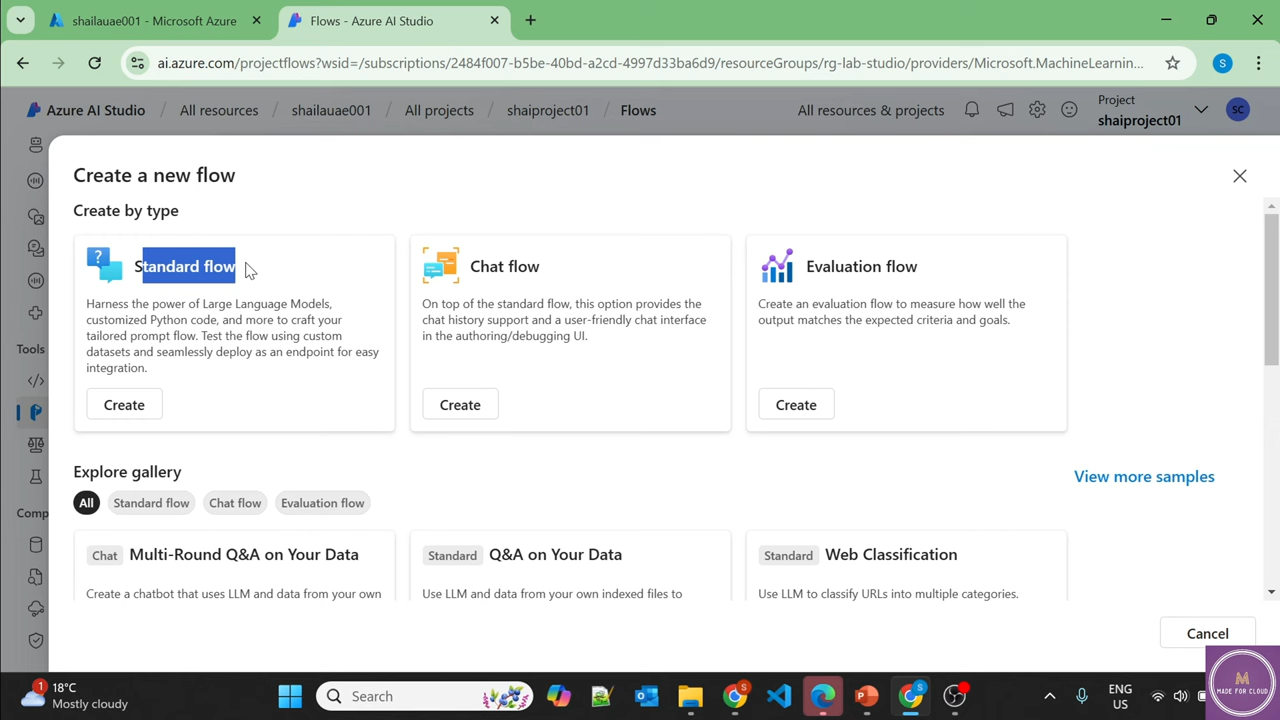 shailauae001 - Microsoft Azure
Flows - Azure AI Studio
ai.azure.com/projectflows?wsid=/subscriptions/2484f007-b5be-40bd-a2cd-4997d33ba6d9/resourceGroups/rg-lab-studio/providers/Microsoft.MachineLearnin...
S
Azure AI Studio / All resources / shailauae001 / All projects / shaiproject01 / Flows
All resources & projects
Project
shaiproject01
SC
Create a new flow
Create by type
Standard flow
Harness the power of Large Language Models,
customized Python code, and more to craft your
tailored prompt flow. Test the flow using custom
datasets and seamlessly deploy as an endpoint for easy
integration.
Create
Chat flow
On top of the standard flow, this option provides the
chat history support and a user-friendly chat interface
in the authoring/debugging UI.
Create
Evaluation flow
Create an evaluation flow to measure how well the
output matches the expected criteria and goals.
Create
Tools
Explore gallery
View more samples
All
Standard flow
Chat flow
Evaluation flow
Comp
Chat Multi-Round Q&A on Your Data
Create a chatbot that uses LLM and data from your own
Standard Q&A on Your Data
Use LLM and data from your own indexed files to
Standard Web Classification
Use LLM to classify URLs into multiple categories.
Cancel
1
18°C
Mostly cloudy
Search
ENG
US
M
MADE FOR CLOUD